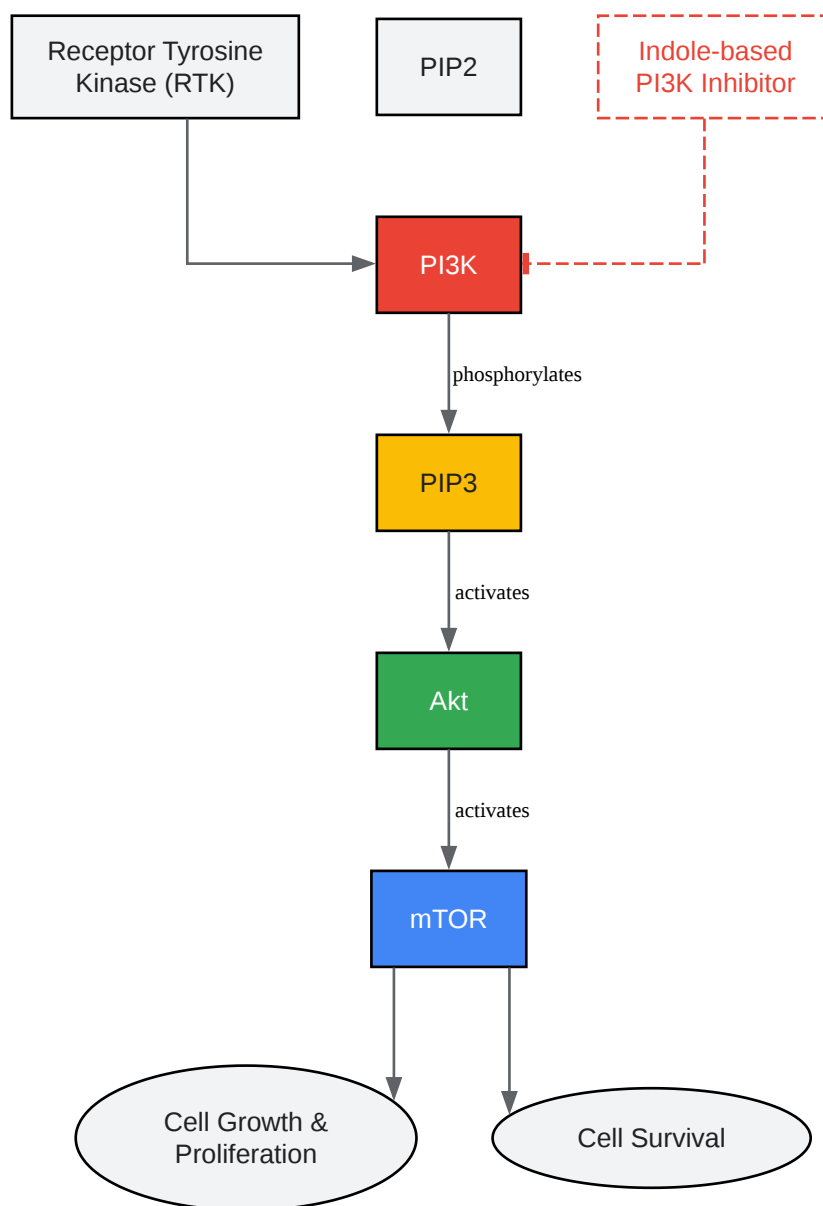 Receptor Tyrosine
Kinase (RTK)
PIP2
Indole-based
PI3K Inhibitor
PI3K
phosphorylates
PIP3
activates
Akt
activates
mTOR
Cell Growth &
Proliferation
Cell Survival